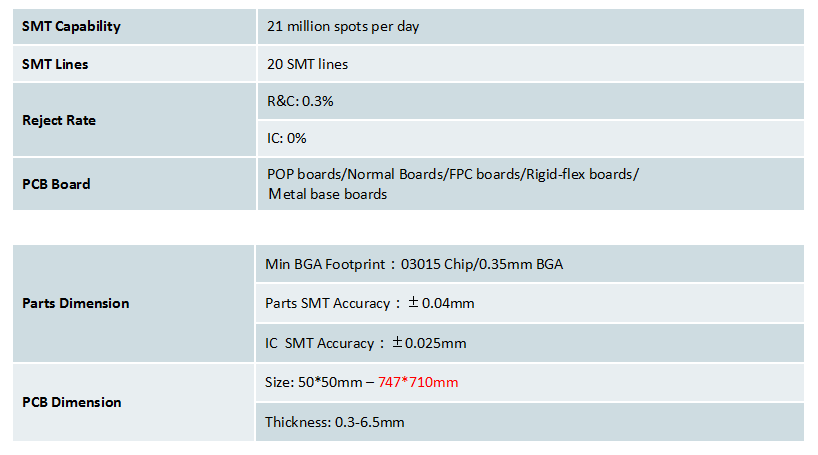 SMT Capability
21 million spots per day
SMT Lines
20 SMT lines
Reject Rate
R&C: 0.3%
IC: 0%
PCB Board
POP boards/Normal Boards/FPC boards/Rigid-flex boards/
Metal base boards
Parts Dimension
Min BGA Footprint：03015 Chip/0.35mm BGA
Parts SMT Accuracy：±0.04mm
IC  SMT Accuracy：±0.025mm
PCB Dimension
Size: 50*50mm – 747*710mm
Thickness: 0.3-6.5mm